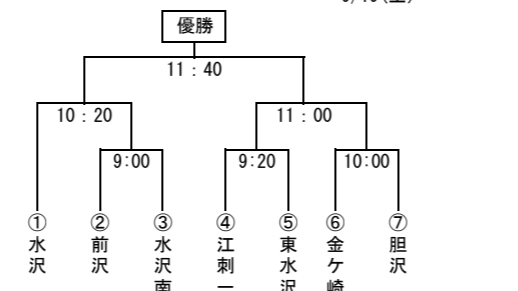 優勝
11：40
10：20
11：00
9:00
9:20
10:00
①水沢
②前沢
③水沢南
④江刺一
⑤東水沢
⑥金ケ崎
⑦胆沢